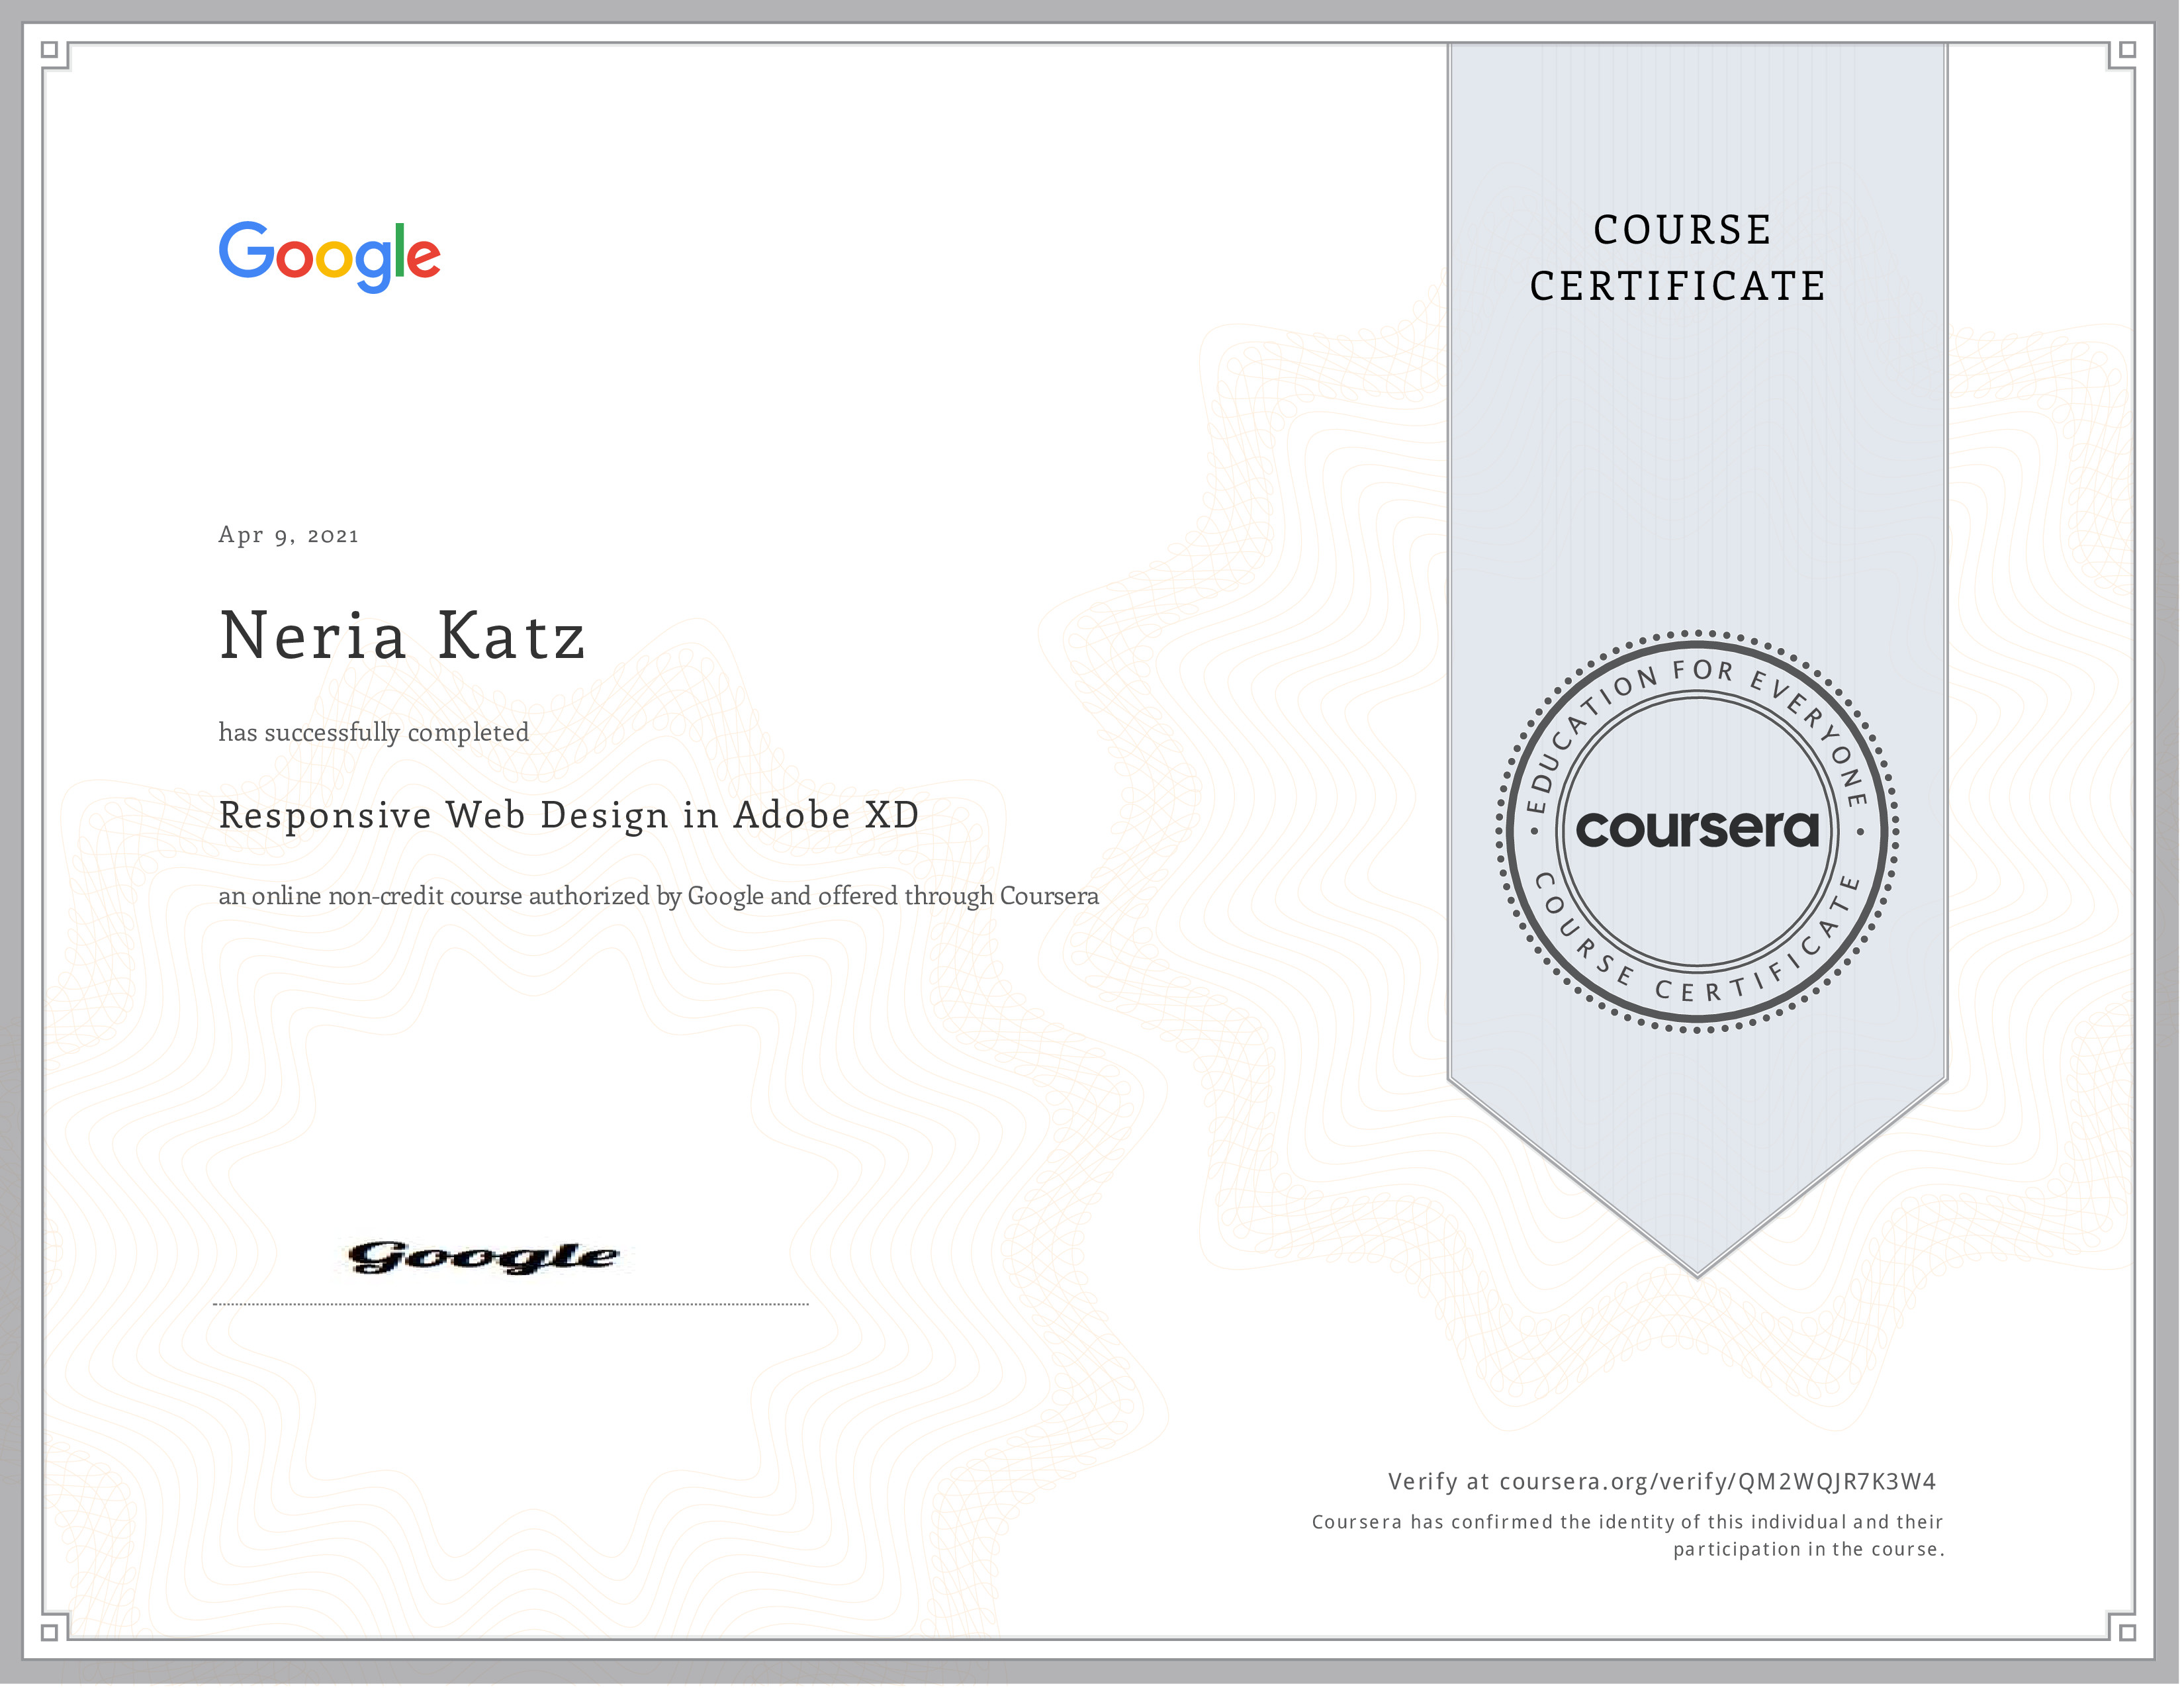 Google
COURSE
CERTIFICATE
Apr 9, 2021
Neria Katz
has successfully completed
Responsive Web Design in Adobe XD
an online non-credit course authorized by Google and offered through Coursera
EDUCATION FOR EVERYONE
coursera
COURSE CERTIFICATE
Google
Verify at coursera.org/verify/QM2WQJR7K3W4
Coursera has confirmed the identity of this individual and their
participation in the course.